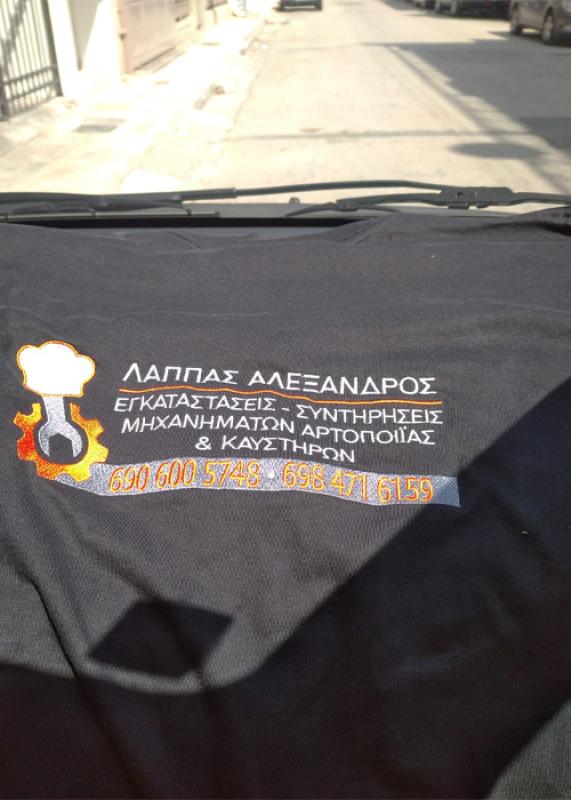 ΛΑΠΠΑΣ ΑΛΕΞΑΝΔΡΟΣ
ΕΓΚΑΤΑΣΤΑΣΕΙΣ - ΣΥΝΤΗΡΗΣΕΙΣ
ΜΗΧΑΝΗΜΑΤΩΝ ΑΡΤΟΠΟΙΪΑΣ
& ΚΑΥΣΤΗΡΩΝ
690 600 5748 · 698 471 6159